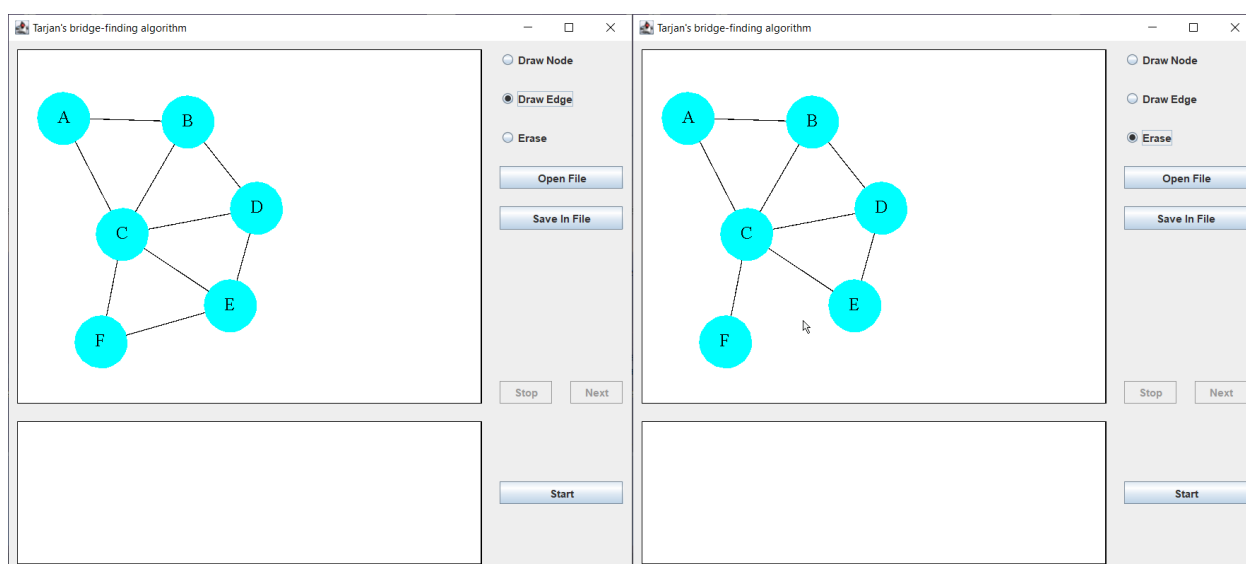 Tarjan's bridge-finding algorithm
Draw Node
A
B
Draw Edge
Erase
Open File
D
Save In File
C
E
F
Stop
Next
Start
Tarjan's bridge-finding algorithm
Draw Node
A
B
Draw Edge
Erase
Open File
D
Save In File
C
E
F
Stop
Next
Start